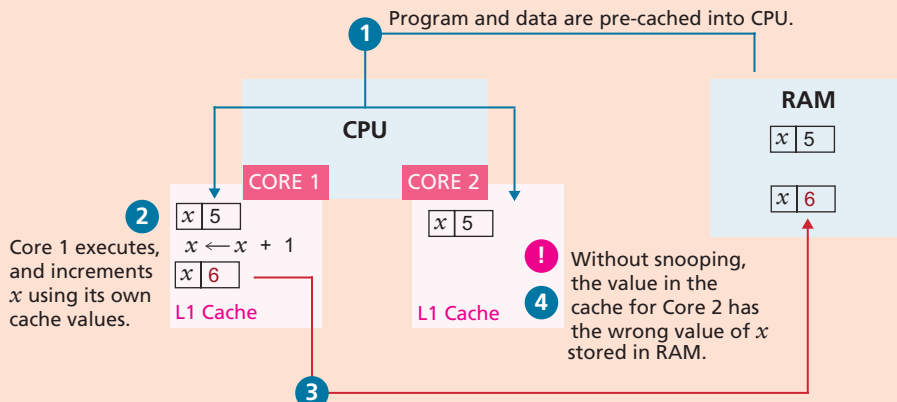 Program and data are pre-cached into CPU.
1
RAM
CPU
x 5
x 6
CORE 1
CORE 2
2
Core 1 executes,
and increments
x using its own
cache values.
x 5
x ← x + 1
x 6
L1 Cache
x 5
L1 Cache
!
4
Without snooping,
the value in the
cache for Core 2 has
the wrong value of x
stored in RAM.
3